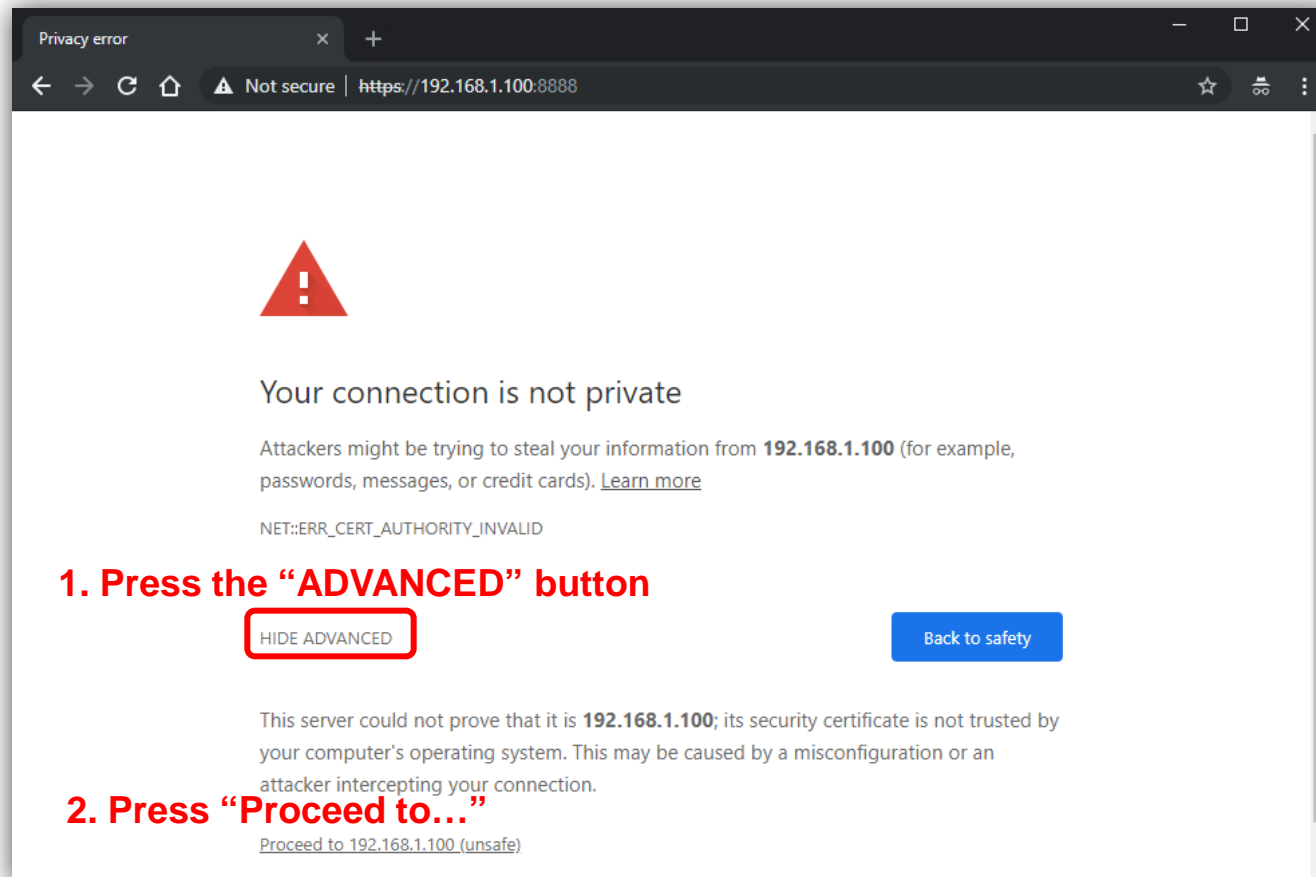 Privacy error
Not secure | https://192.168.1.100:8888
Your connection is not private
Attackers might be trying to steal your information from 192.168.1.100 (for example,
passwords, messages, or credit cards). Learn more
NET::ERR_CERT_AUTHORITY_INVALID
1. Press the “ADVANCED” button
HIDE ADVANCED
Back to safety
This server could not prove that it is 192.168.1.100; its security certificate is not trusted by
your computer's operating system. This may be caused by a misconfiguration or an
attacker intercepting your connection.
2. Press “Proceed to…”
Proceed to 192.168.1.100 (unsafe)